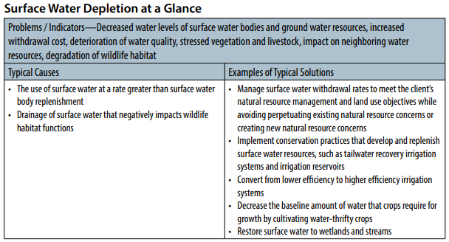 Surface Water Depletion at a Glance
Problems / Indicators—Decreased water levels of surface water bodies and ground water resources, increased
withdrawal cost, deterioration of water quality, stressed vegetation and livestock, impact on neighboring water
resources, degradation of wildlife habitat
Typical Causes
• The use of surface water at a rate greater than surface water
body replenishment
• Drainage of surface water that negatively impacts wildlife
habitat functions
Examples of Typical Solutions
• Manage surface water withdrawal rates to meet the client’s
natural resource management and land use objectives while
avoiding perpetuating existing natural resource concerns or
creating new natural resource concerns
• Implement conservation practices that develop and replenish
surface water resources, such as tailwater recovery irrigation
systems and irrigation reservoirs
• Convert from lower efficiency to higher efficiency irrigation
systems
• Decrease the baseline amount of water that crops require for
growth by cultivating water-thrifty crops
• Restore surface water to wetlands and streams